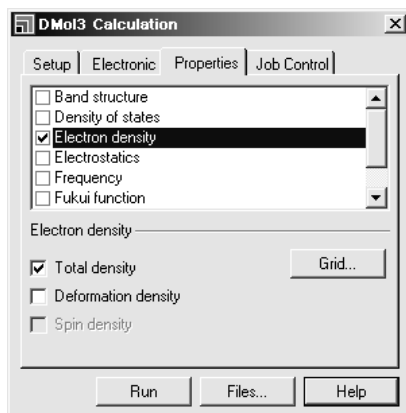 DMol3 Calculation
Setup Electronic Properties Job Control
Band structure
Density of states
Electron density
Electrostatics
Frequency
Fukui function
Electron density
Grid...
Total density
Deformation density
Spin density
Run Files... Help